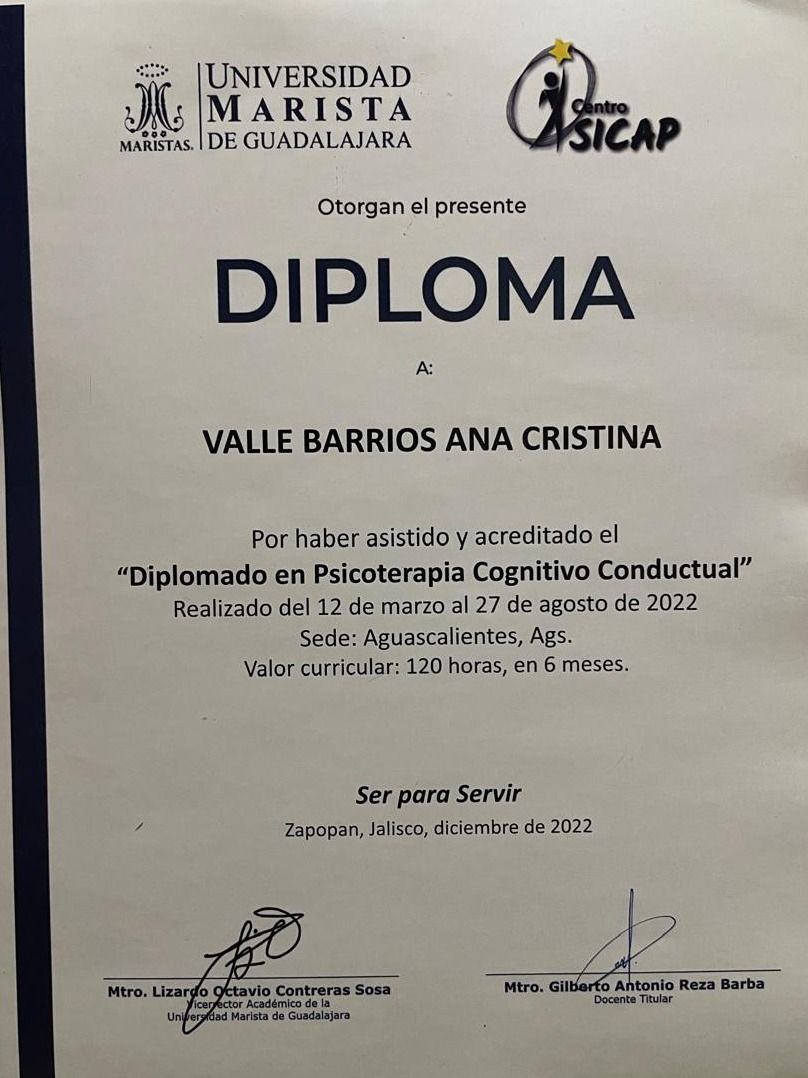 UNIVERSIDAD
MARISTA
DE GUADALAJARA
MARISTAS.
Centro
SICAP
Otorgan el presente
DIPLOMA
A:
VALLE BARRIOS ANA CRISTINA
Por haber asistido y acreditado el
“Diplomado en Psicoterapia Cognitivo Conductual”
Realizado del 12 de marzo al 27 de agosto de 2022
Sede: Aguascalientes, Ags.
Valor curricular: 120 horas, en 6 meses.
Ser para Servir
Zapopan, Jalisco, diciembre de 2022
Mtro. Lizardo Octavio Contreras Sosa
Vicerrector Académico de la
Universidad Marista de Guadalajara
Mtro. Gilberto Antonio Reza Barba
Docente Titular